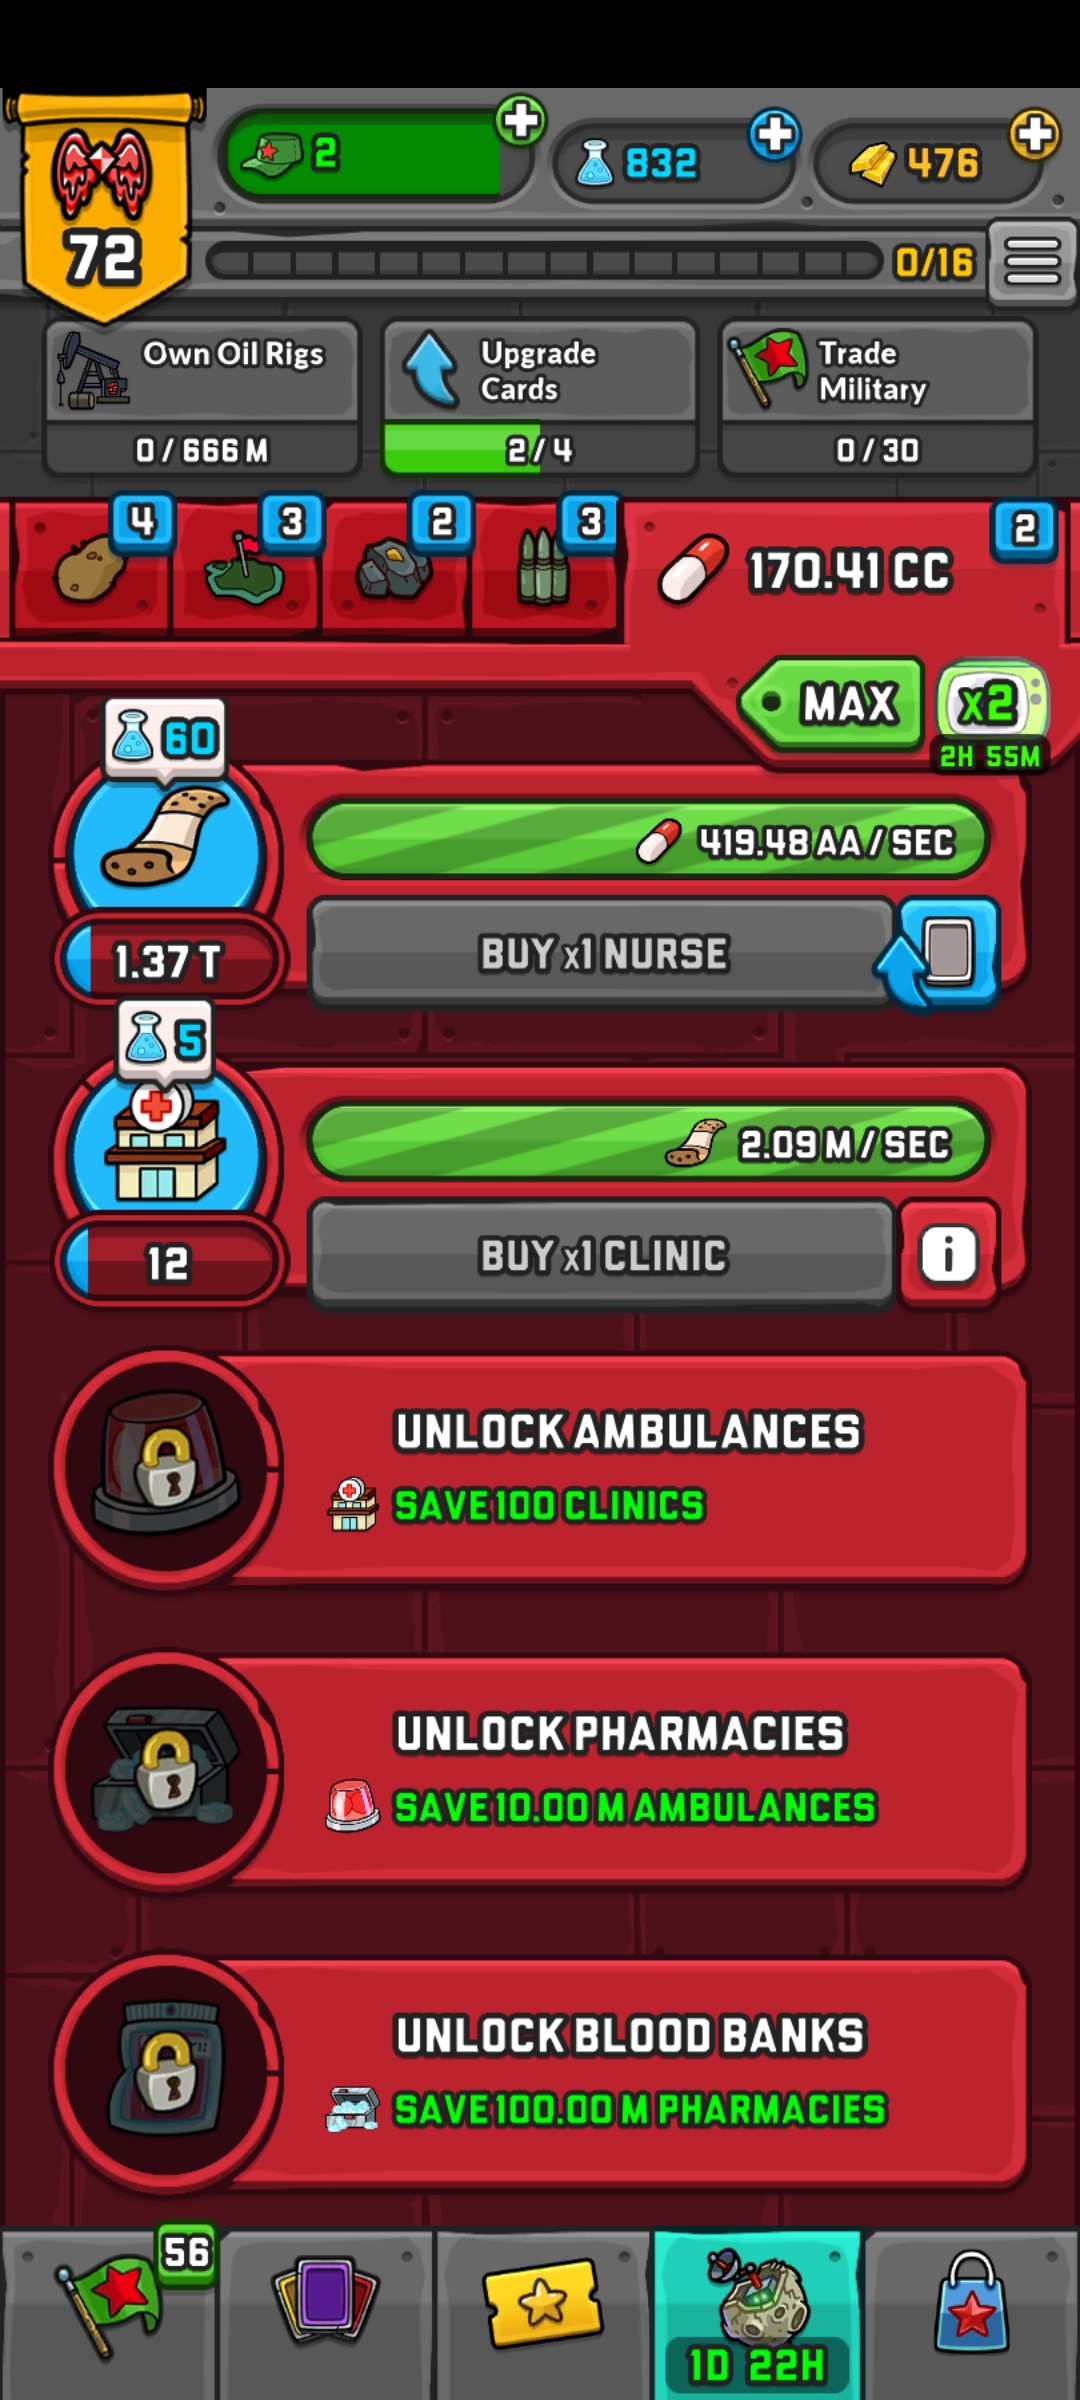 72
2
832
476
0/16
Own Oil Rigs
0 / 666 M
Upgrade
Cards
2 / 4
Trade
Military
0 / 30
4
3
2
3
170.41 CC
2
MAX
x2
2H 55M
60
419.48 AA / SEC
1.37 T
BUY x1 NURSE
5
2.09 M / SEC
12
BUY x1 CLINIC
i
UNLOCK AMBULANCES
SAVE 100 CLINICS
UNLOCK PHARMACIES
SAVE 10.00 M AMBULANCES
UNLOCK BLOOD BANKS
SAVE 100.00 M PHARMACIES
56
1D 22H